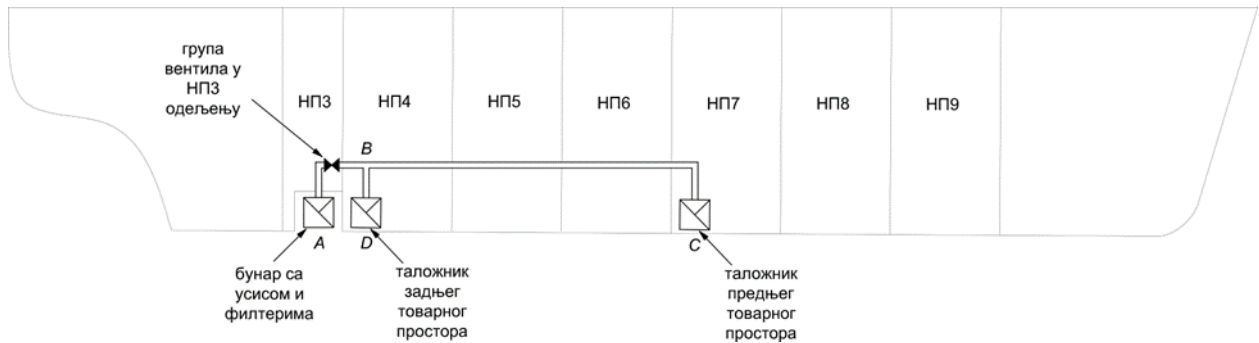 група
вентила у
НП3
одељењу
НП3
НП4
НП5
НП6
НП7
НП8
НП9
B
A
D
C
бунар са
усисом и
филтерима
таложник
задњег
товарног
простора
таложник
предњег
товарног
простора